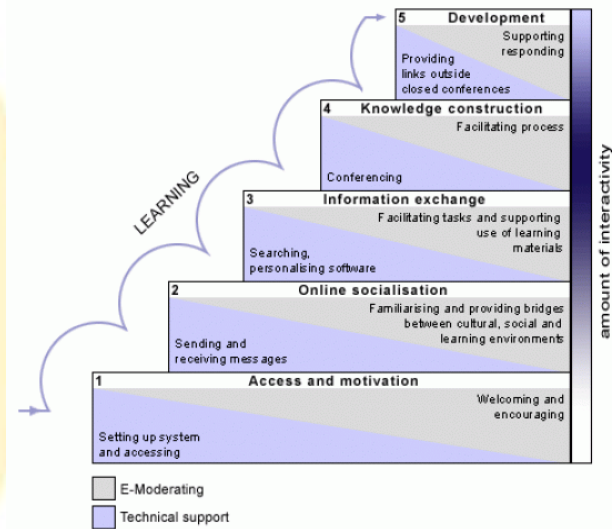 5 Development
Supporting
responding
Providing
links outside
closed conferences
4 Knowledge construction
Facilitating process
Conferencing
3 Information exchange
Facilitating tasks and supporting
use of learning
materials
Searching,
personalising software
2 Online socialisation
Familiarising and providing bridges
between cultural, social and
learning environments
Sending and
receiving messages
1 Access and motivation
Welcoming and
encouraging
Setting up system
and accessing
LEARNING
amount of interactivity
E-Moderating
Technical support